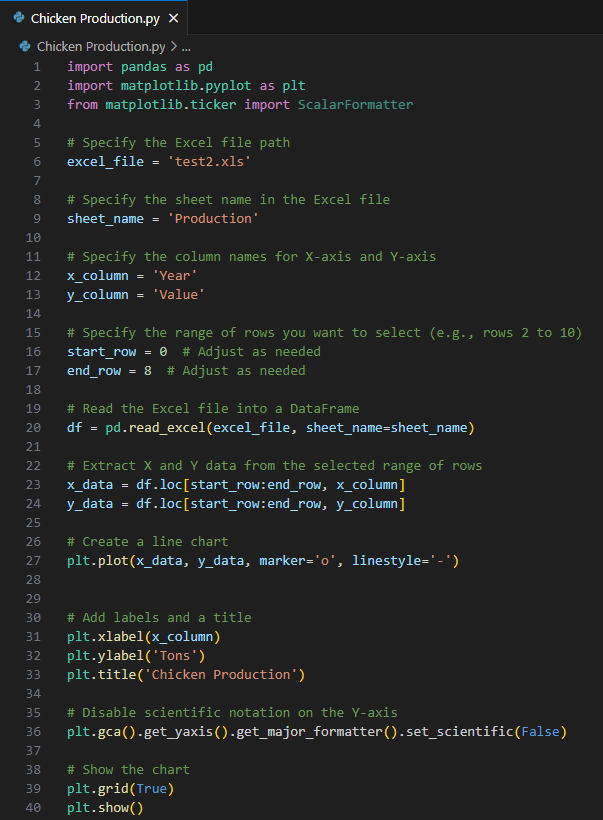 Chicken Production.py ×
Chicken Production.py > ...
1 import pandas as pd
2 import matplotlib.pyplot as plt
3 from matplotlib.ticker import ScalarFormatter
4
5 # Specify the Excel file path
6 excel_file = 'test2.xls'
7
8 # Specify the sheet name in the Excel file
9 sheet_name = 'Production'
10
11 # Specify the column names for X-axis and Y-axis
12 x_column = 'Year'
13 y_column = 'Value'
14
15 # Specify the range of rows you want to select (e.g., rows 2 to 10)
16 start_row = 0  # Adjust as needed
17 end_row = 8  # Adjust as needed
18
19 # Read the Excel file into a DataFrame
20 df = pd.read_excel(excel_file, sheet_name=sheet_name)
21
22 # Extract X and Y data from the selected range of rows
23 x_data = df.loc[start_row:end_row, x_column]
24 y_data = df.loc[start_row:end_row, y_column]
25
26 # Create a line chart
27 plt.plot(x_data, y_data, marker='o', linestyle='-')
28
29
30 # Add labels and a title
31 plt.xlabel(x_column)
32 plt.ylabel('Tons')
33 plt.title('Chicken Production')
34
35 # Disable scientific notation on the Y-axis
36 plt.gca().get_yaxis().get_major_formatter().set_scientific(False)
37
38 # Show the chart
39 plt.grid(True)
40 plt.show()